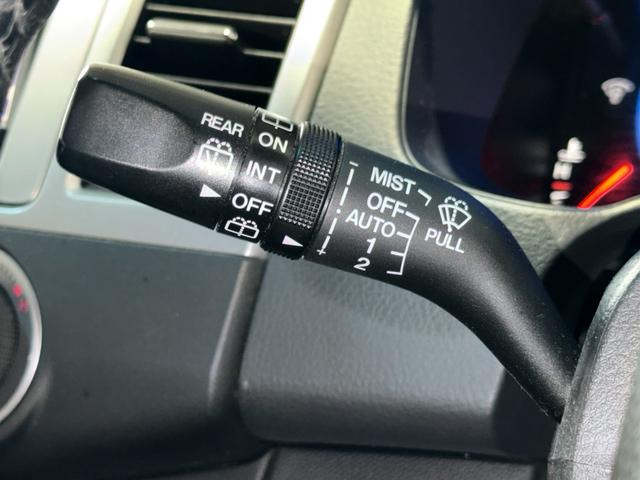 REAR
ON
INT
OFF
MIST
OFF
AUTO
1
2
PULL
- +